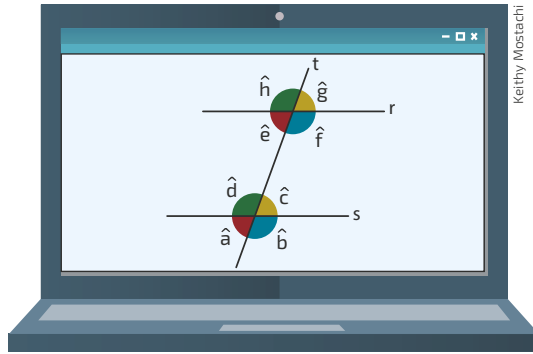 Keithy Mostachi
t
ĥ ĝ
r
ê f̂
d̂ ĉ
s
â b̂